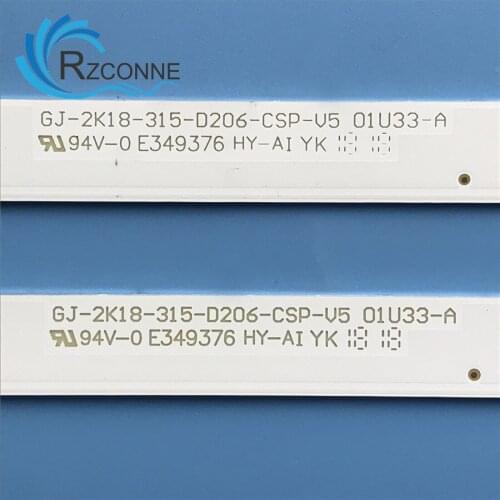 RZCONNE
GJ-2K18-315-D206-CSP-V5 01U33-A
94V-0 E349376 HY-AI YK 18 18
GJ-2K18-315-D206-CSP-V5 01U33-A
94V-0 E349376 HY-AI YK 18 18